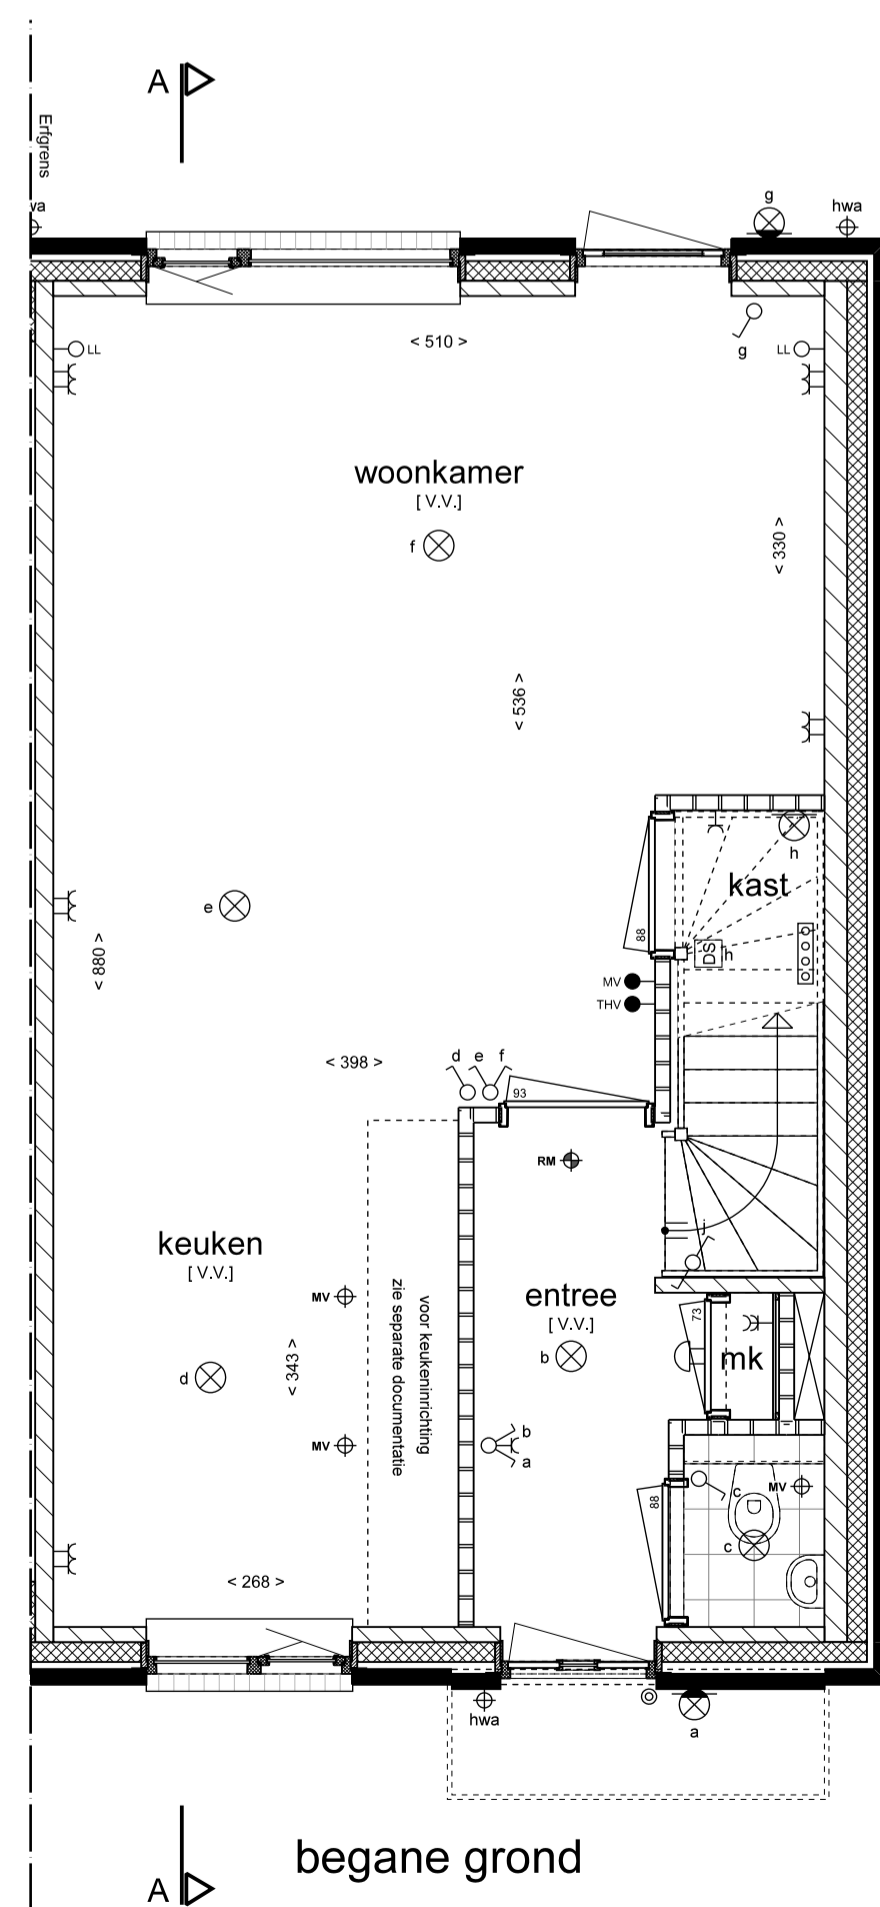 A
Erfgrens
g
wa
hwa
g
LL
LL
< 510 >
woonkamer
[ V.V.]
f
< 330 >
< 536 >
h
kast
e
88
DS
h
< 880 >
MV
THV
< 398 >
d e f
93
RM
keuken
[ V.V.]
j
MV
voor keukeninrichting
zie separate documentatie
entree
[ V.V.]
73
mk
b
d
< 343 >
MV
b
a
88
c
MV
c
< 268 >
hwa
a
begane grond
A